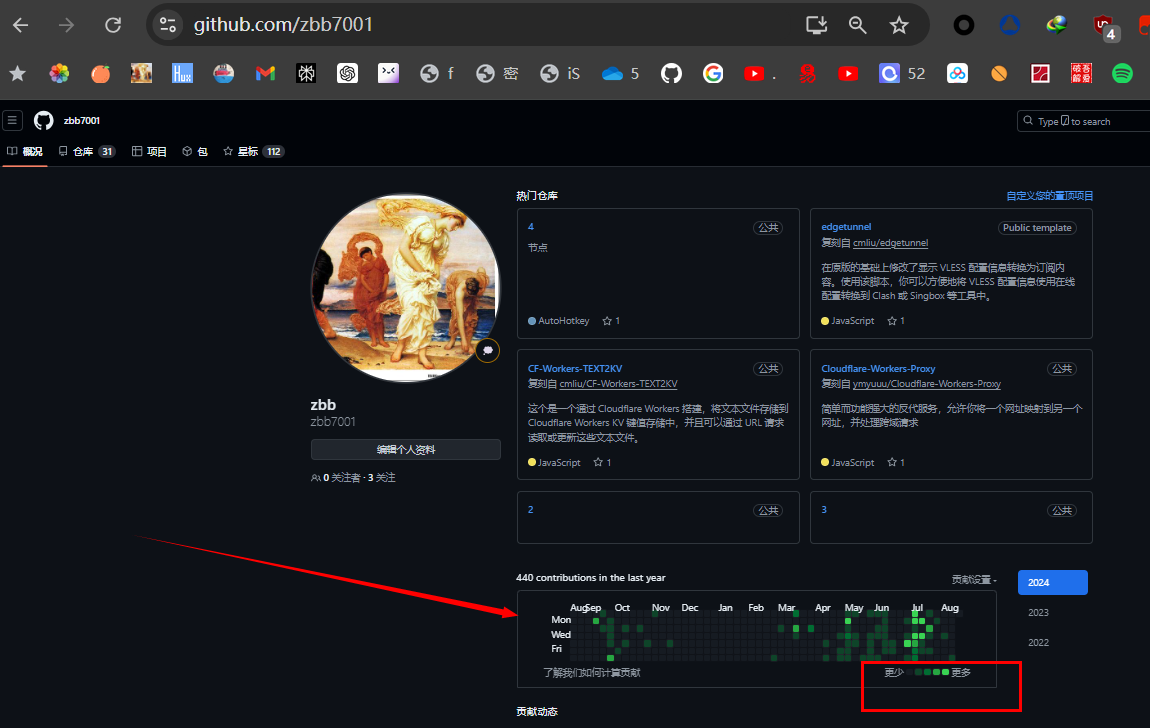 github.com/zbb7001
4
f
密
iS
5
.
52
zbb7001
Type / to search
概况
仓库 31
项目
包
星标 112
热门仓库
自定义您的置顶项目
4
公共
节点
AutoHotkey 1
edgetunnel
Public template
复刻自 cmliu/edgetunnel
在原版的基础上修改了显示 VLESS 配置信息转换为订阅内
容。使用该脚本，你可以方便地将 VLESS 配置信息使用在线
配置转换到 Clash 或 Singbox 等工具中。
JavaScript 1
CF-Workers-TEXT2KV
公共
复刻自 cmliu/CF-Workers-TEXT2KV
这个是一个通过 Cloudflare Workers 搭建，将文本文件存储到
Cloudflare Workers KV 键值存储中，并且可以通过 URL 请求
读取或更新这些文本文件。
JavaScript 1
Cloudflare-Workers-Proxy
公共
复刻自 ymyuuu/Cloudflare-Workers-Proxy
简单而功能强大的反代服务，允许你将一个网址映射到另一个
网址，并处理跨域请求
JavaScript 1
2
公共
3
公共
zbb
zbb7001
编辑个人资料
0 关注者 · 3 关注
440 contributions in the last year
贡献设置
2024
2023
2022
Aug Sep Oct Nov Dec Jan Feb Mar Apr May Jun Jul Aug
Mon
Wed
Fri
了解我们如何计算贡献
更少 更多
贡献动态